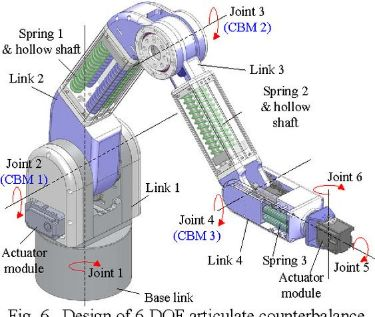 Joint 3
(CBM 2)
Spring 1
& hollow shaft
Link 2
Link 3
Spring 2
& hollow
shaft
Joint 2
(CBM 1)
Link 1
Joint 6
Joint 4
(CBM 3)
Actuator
module
Joint 1
Link 4
Spring 3
Actuator
module
Joint 5
Base link
Fig. 6. Design of 6 DOF articulate counterbalance